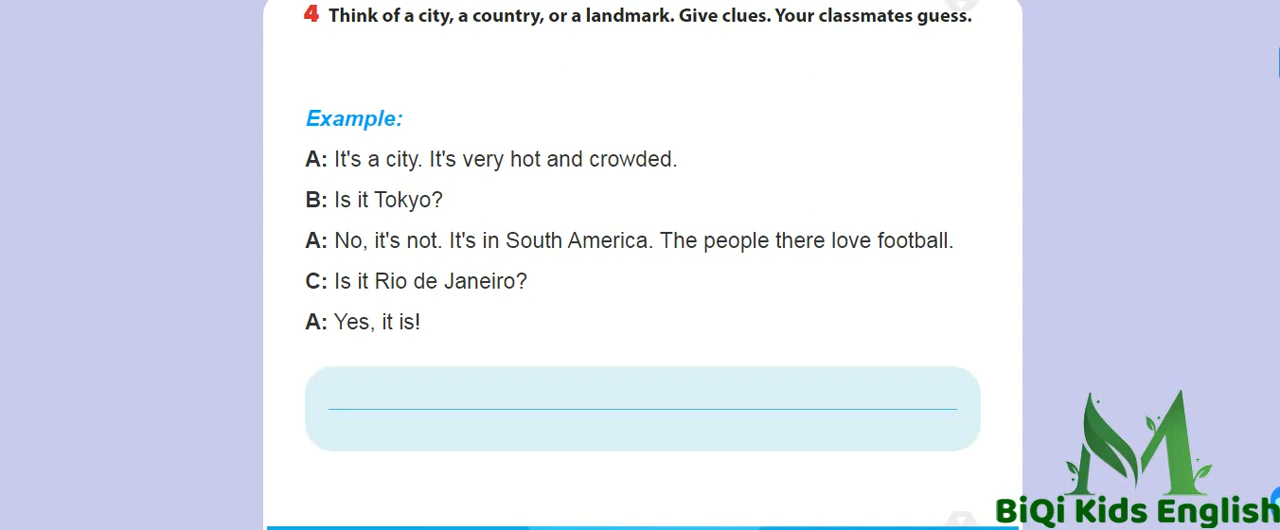 4 Think of a city, a country, or a landmark. Give clues. Your classmates guess.
Example:
A: It's a city. It's very hot and crowded.
B: Is it Tokyo?
A: No, it's not. It's in South America. The people there love football.
C: Is it Rio de Janeiro?
A: Yes, it is!
M
BiQi Kids English